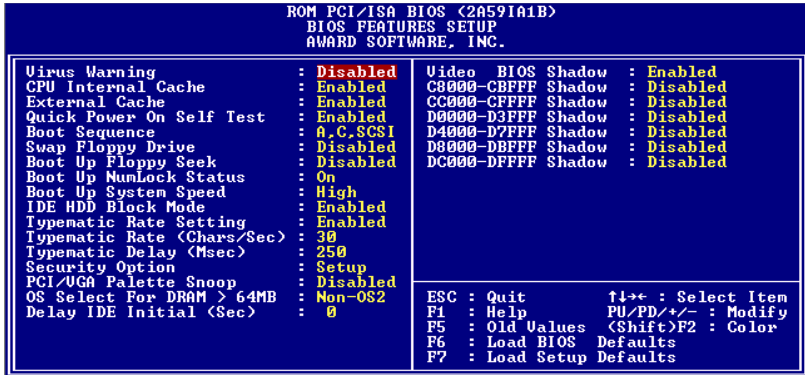 ROM PCI/ISA BIOS (2A59IA1B)
BIOS FEATURES SETUP
AWARD SOFTWARE, INC.
Virus Warning : Disabled
CPU Internal Cache : Enabled
External Cache : Enabled
Quick Power On Self Test : Enabled
Boot Sequence : A,C,SCSI
Swap Floppy Drive : Disabled
Boot Up Floppy Seek : Disabled
Boot Up NumLock Status : On
Boot Up System Speed : High
IDE HDD Block Mode : Enabled
Typematic Rate Setting : Enabled
Typematic Rate (Chars/Sec) : 30
Typematic Delay (Msec) : 250
Security Option : Setup
PCI/VGA Palette Snoop : Disabled
OS Select For DRAM > 64MB : Non-OS2
Delay IDE Initial (Sec) : 0
Video BIOS Shadow : Enabled
C8000-CBFFF Shadow : Disabled
CC000-CFFFF Shadow : Disabled
D0000-D3FFF Shadow : Disabled
D4000-D7FFF Shadow : Disabled
D8000-DBFFF Shadow : Disabled
DC000-DFFFF Shadow : Disabled
ESC : Quit ↑↓→← : Select Item
F1 : Help PU/PD/+/- : Modify
F5 : Old Values (Shift)F2 : Color
F6 : Load BIOS Defaults
F7 : Load Setup Defaults